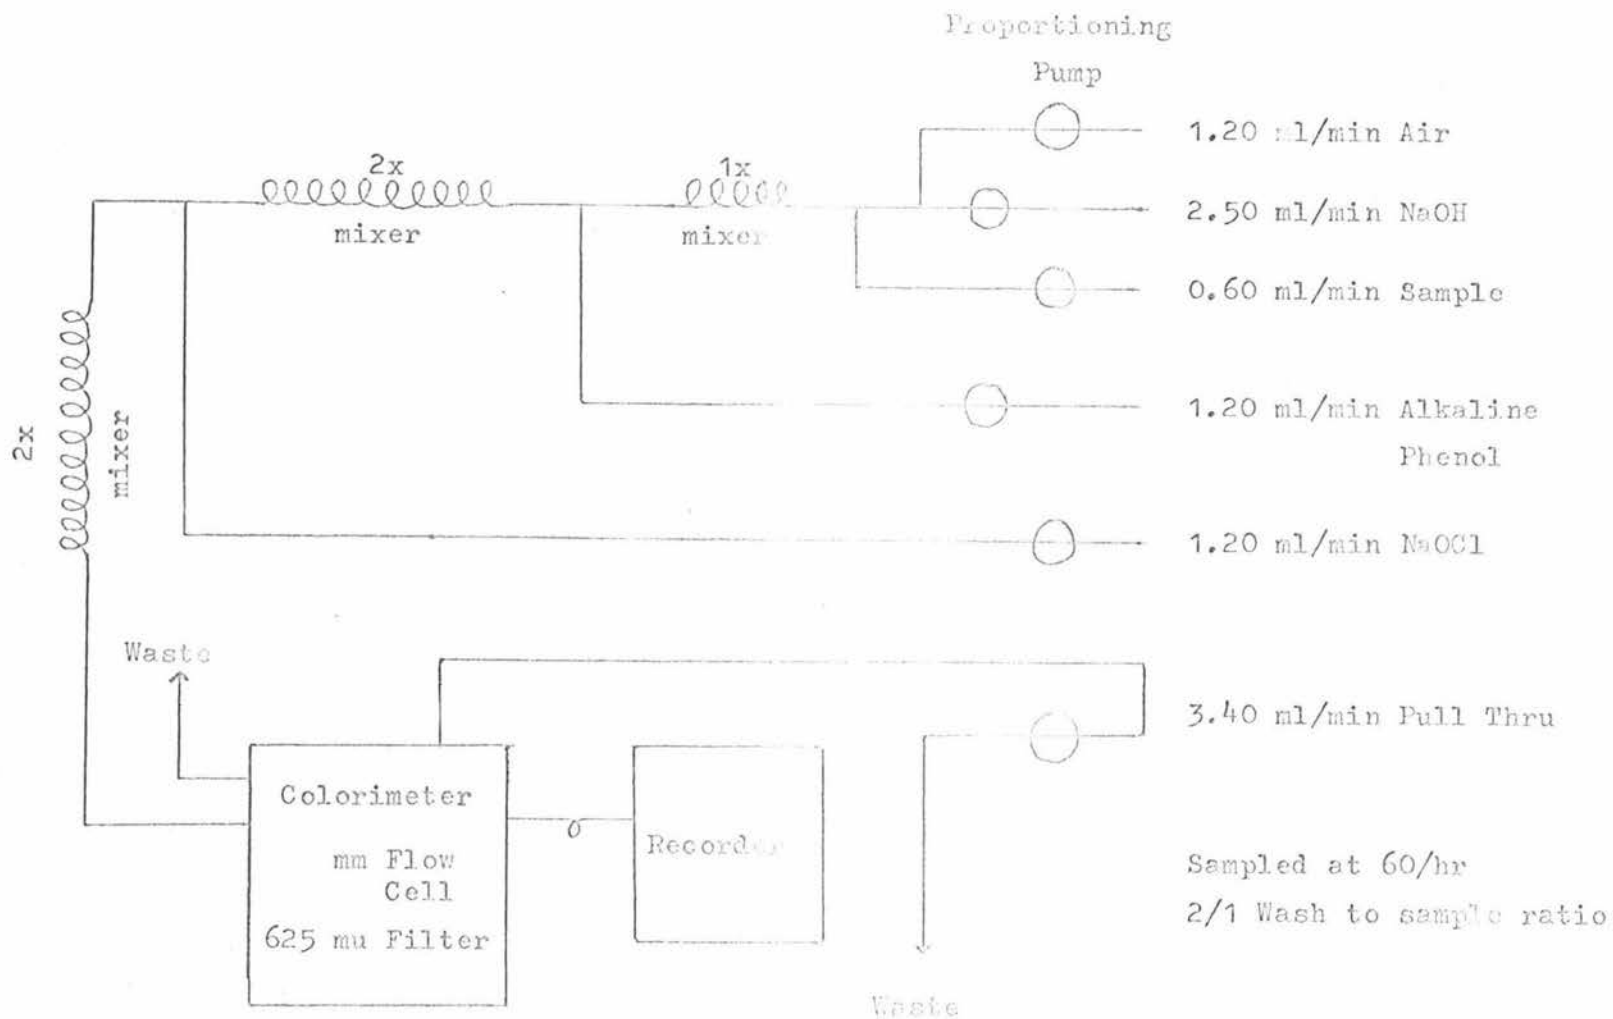 Proportioning
Pump
1.20 ml/min Air
2x
1x
2.50 ml/min NaOH
mixer
mixer
0.60 ml/min Sample
1.20 ml/min Alkaline
Phenol
2x
mixer
1.20 ml/min NaOCl
Waste
3.40 ml/min Pull Thru
Colorimeter
mm Flow
Cell
625 mu Filter
Recorder
Sampled at 60/hr
2/1 Wash to sample ratio
Waste